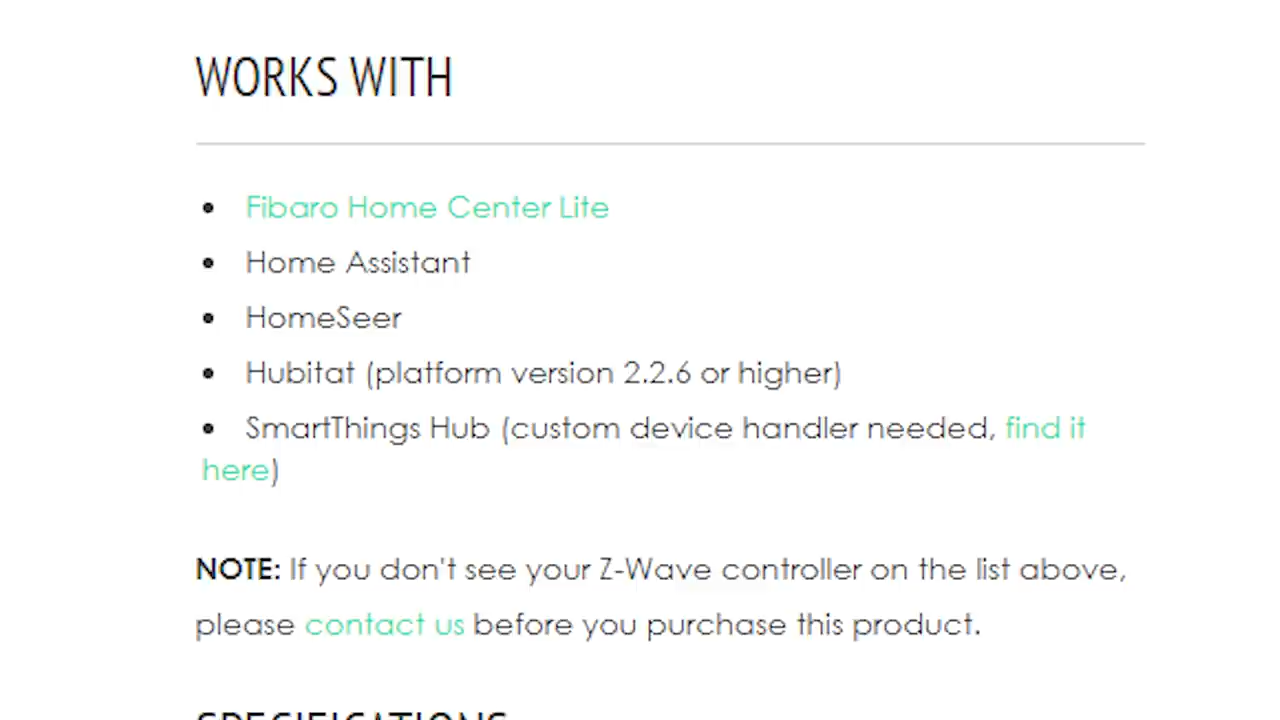 WORKS WITH
• Fibaro Home Center Lite
• Home Assistant
• HomeSeer
• Hubitat (platform version 2.2.6 or higher)
• SmartThings Hub (custom device handler needed, find it
here)
NOTE: If you don't see your Z-Wave controller on the list above,
please contact us before you purchase this product.
SPECIFICATIONS